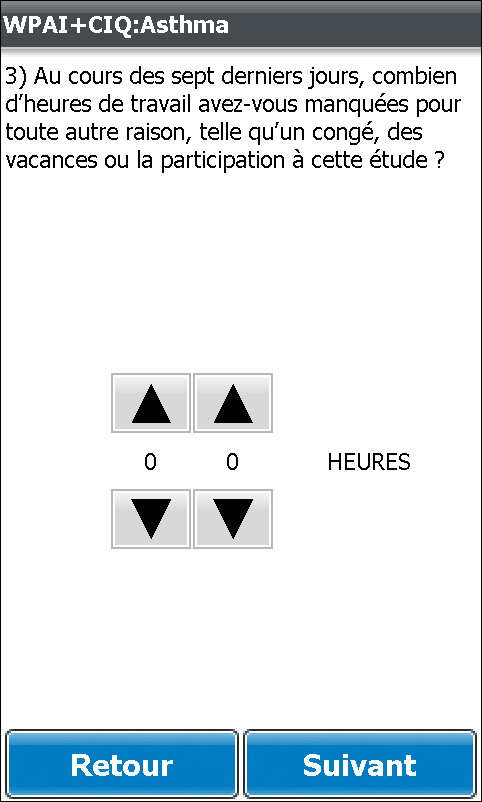 WPAI+CIQ:Asthma
3) Au cours des sept derniers jours, combien
d’heures de travail avez-vous manquées pour
toute autre raison, telle qu’un congé, des
vacances ou la participation à cette étude ?
0 0 HEURES
Retour Suivant